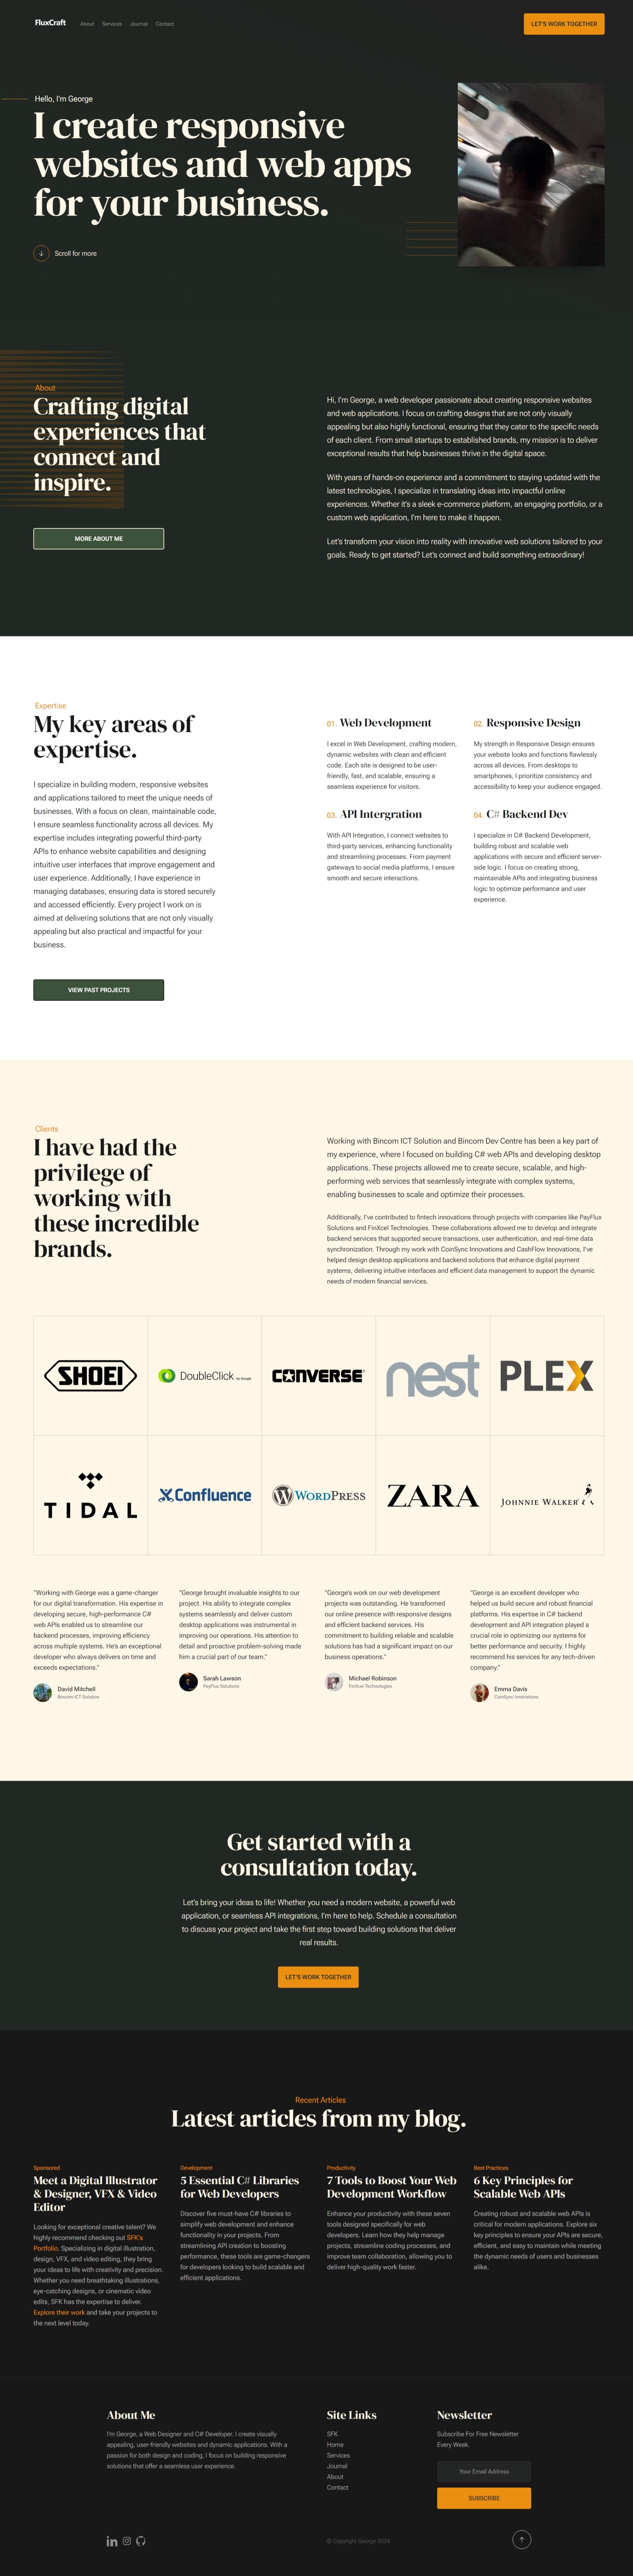 FluxCraft
About Services Journal Contact
LET'S WORK TOGETHER
Hello, I'm George
I create responsive
websites and web apps
for your business.
Scroll for more
About
Crafting digital
experiences that
connect and
inspire.
MORE ABOUT ME
Hi, I'm George, a web developer passionate about creating responsive websites
and web applications. I focus on crafting designs that are not only visually
appealing but also highly functional, ensuring that they cater to the specific needs
of each client. From small startups to established brands, my mission is to deliver
exceptional results that help businesses thrive in the digital space.
With years of hands-on experience and a commitment to staying updated with the
latest technologies, I specialize in translating ideas into impactful online
experiences. Whether it's a sleek e-commerce platform, an engaging portfolio, or a
custom web application, I'm here to make it happen.
Let's transform your vision into reality with innovative web solutions tailored to your
goals. Ready to get started? Let's connect and build something extraordinary!
Expertise
My key areas of
expertise.
I specialize in building modern, responsive websites
and applications tailored to meet the unique needs of
businesses. With a focus on clean, maintainable code,
I ensure seamless functionality across all devices. My
expertise includes integrating powerful third-party
APIs to enhance website capabilities and designing
intuitive user interfaces that improve engagement and
user experience. Additionally, I have experience in
managing databases, ensuring data is stored securely
and accessed efficiently. Every project I work on is
aimed at delivering solutions that are not only visually
appealing but also practical and impactful for your
business.
VIEW PAST PROJECTS
01. Web Development
I excel in Web Development, crafting modern,
dynamic websites with clean and efficient
code. Each site is designed to be user-
friendly, fast, and scalable, ensuring a
seamless experience for visitors.
02. Responsive Design
My strength in Responsive Design ensures
your website looks and functions flawlessly
across all devices. From desktops to
smartphones, I prioritize consistency and
accessibility to keep your audience engaged.
03. API Intergration
With API Integration, I connect websites to
third-party services, enhancing functionality
and streamlining processes. From payment
gateways to social media platforms, I ensure
smooth and secure interactions.
04. C# Backend Dev
I specialize in C# Backend Development,
building robust and scalable web
applications with secure and efficient server-
side logic. I focus on creating strong,
maintainable APIs and integrating business
logic to optimize performance and user
experience.
Clients
I have had the
privilege of
working with
these incredible
brands.
Working with Bincom ICT Solution and Bincom Dev Centre has been a key part of
my experience, where I focused on building C# web APIs and developing desktop
applications. These projects allowed me to create secure, scalable, and high-
performing web services that seamlessly integrate with complex systems,
enabling businesses to scale and optimize their processes.
Additionally, I've contributed to fintech innovations through projects with companies like PayFlux
Solutions and FinXcel Technologies. These collaborations allowed me to develop and integrate
backend services that supported secure transactions, user authentication, and real-time data
synchronization. Through my work with CoinSync Innovations and CashFlow Innovations, I've
helped design desktop applications and backend solutions that enhance digital payment
systems, delivering intuitive interfaces and efficient data management to support the dynamic
needs of modern financial services.
SHOEI
DoubleClick by Google
CONVERSE
nest
PLEX
TIDAL
Confluence
WORDPRESS
ZARA
JOHNNIE WALKER
"Working with George was a game-changer
for our digital transformation. His expertise in
developing secure, high-performance C#
web APIs enabled us to streamline our
backend processes, improving efficiency
across multiple systems. He's an exceptional
developer who always delivers on time and
exceeds expectations."
David Mitchell
Bincom ICT Solution
"George brought invaluable insights to our
project. His ability to integrate complex
systems seamlessly and deliver custom
desktop applications was instrumental in
improving our operations. His attention to
detail and proactive problem-solving made
him a crucial part of our team."
Sarah Lawson
PayFlux Solutions
"George's work on our web development
projects was outstanding. He transformed
our online presence with responsive designs
and efficient backend services. His
commitment to building reliable and scalable
solutions has had a significant impact on our
business operations."
Michael Robinson
FinXcel Technologies
"George is an excellent developer who
helped us build secure and robust financial
platforms. His expertise in C# backend
development and API integration played a
crucial role in optimizing our systems for
better performance and security. I highly
recommend his services for any tech-driven
company."
Emma Davis
CoinSync Innovations
Get started with a
consultation today.
Let's bring your ideas to life! Whether you need a modern website, a powerful web
application, or seamless API integrations, I'm here to help. Schedule a consultation
to discuss your project and take the first step toward building solutions that deliver
real results.
LET'S WORK TOGETHER
Recent Articles
Latest articles from my blog.
Sponsored
Meet a Digital Illustrator
& Designer, VFX & Video
Editor
Looking for exceptional creative talent? We
highly recommend checking out SFK's
Portfolio. Specializing in digital illustration,
design, VFX, and video editing, they bring
your ideas to life with creativity and precision.
Whether you need breathtaking illustrations,
eye-catching designs, or cinematic video
edits, SFK has the expertise to deliver.
Explore their work and take your projects to
the next level today.
Development
5 Essential C# Libraries
for Web Developers
Discover five must-have C# libraries to
simplify web development and enhance
functionality in your projects. From
streamlining API creation to boosting
performance, these tools are game-changers
for developers looking to build scalable and
efficient applications.
Productivity
7 Tools to Boost Your Web
Development Workflow
Enhance your productivity with these seven
tools designed specifically for web
developers. Learn how they help manage
projects, streamline coding processes, and
improve team collaboration, allowing you to
deliver high-quality work faster.
Best Practices
6 Key Principles for
Scalable Web APIs
Creating robust and scalable web APIs is
critical for modern applications. Explore six
key principles to ensure your APIs are secure,
efficient, and easy to maintain while meeting
the dynamic needs of users and businesses
alike.
About Me
I'm George, a Web Designer and C# Developer. I create visually
appealing, user-friendly websites and dynamic applications. With a
passion for both design and coding, I focus on building responsive
solutions that offer a seamless user experience.
Site Links
SFK
Home
Services
Journal
About
Contact
Newsletter
Subscribe For Free Newsletter
Every Week.
Your Email Address
SUBSCRIBE
© Copyright George 2024